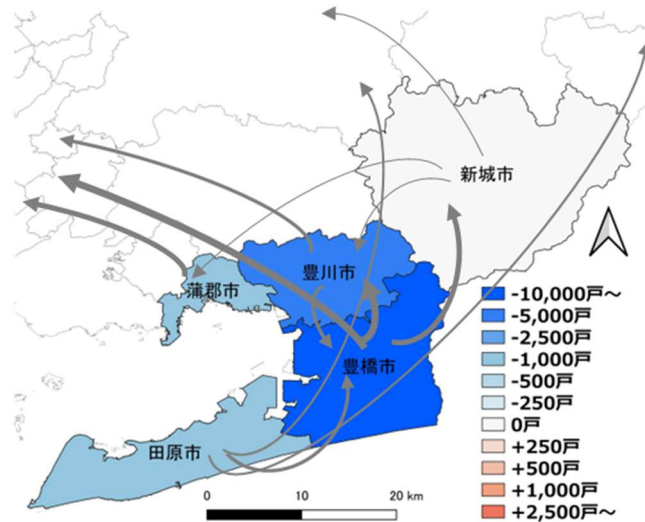 新城市
豊川市
蒲郡市
豊橋市
田原市
-10,000戸~
-5,000戸
-2,500戸
-1,000戸
-500戸
-250戸
0戸
+250戸
+500戸
+1,000戸
+2,500戸~
0 10 20 km